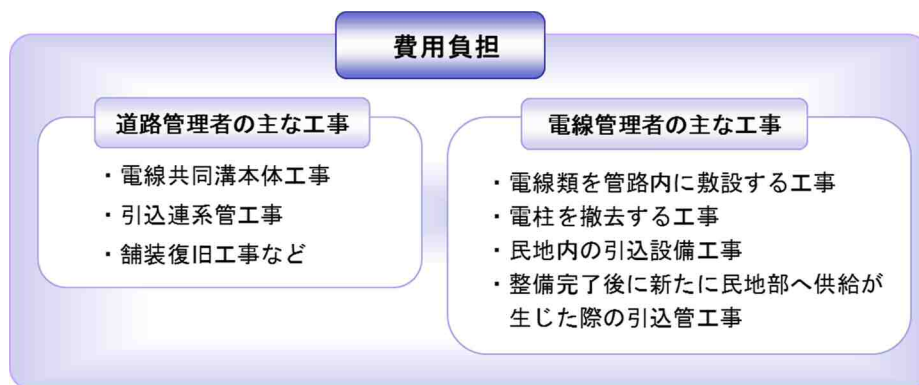 費用負担
道路管理者の主な工事
・電線共同溝本体工事
・引込連系管工事
・舗装復旧工事など
電線管理者の主な工事
・電線類を管路内に敷設する工事
・電柱を撤去する工事
・民地内の引込設備工事
・整備完了後に新たに民地部へ供給が
生じた際の引込管工事